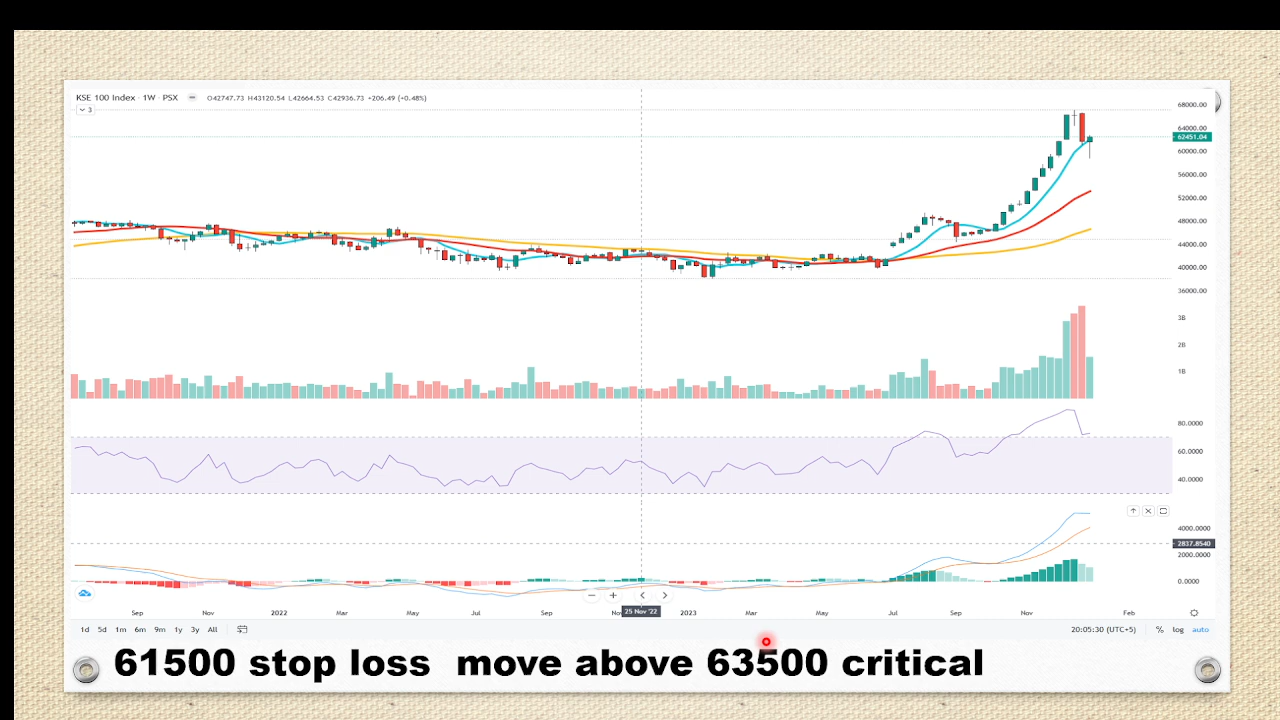 KSE 100 Index · 1W · PSX O42747.73 H43120.54 L42664.53 C42936.73 +206.49 (+0.48%)
3
68000.00
64000.00
62451.04
60000.00
56000.00
52000.00
48000.00
44000.00
40000.00
36000.00
3B
2B
1B
80.0000
60.0000
40.0000
4000.0000
2837.8540
2000.0000
0.0000
Sep Nov 2022 Mar May Jul Sep No 25 Nov '22 2023 Mar May Jul Sep Nov Feb
1d 5d 1m 6m 9m 1y 3y All 20:05:30 (UTC+5) % log auto
61500 stop loss move above 63500 critical